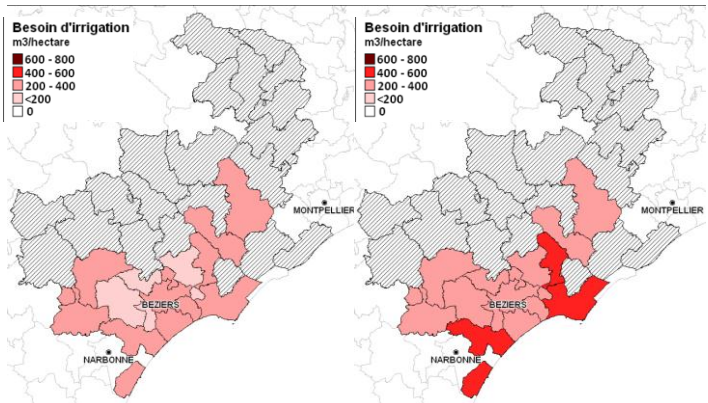 Besoin d'irrigation
m3/hectare
600 - 800
400 - 600
200 - 400
<200
0
MONTPELLIER
BEZIERS
NARBONNE
Besoin d'irrigation
m3/hectare
600 - 800
400 - 600
200 - 400
<200
0
MONTPELLIER
BEZIERS
NARBONNE